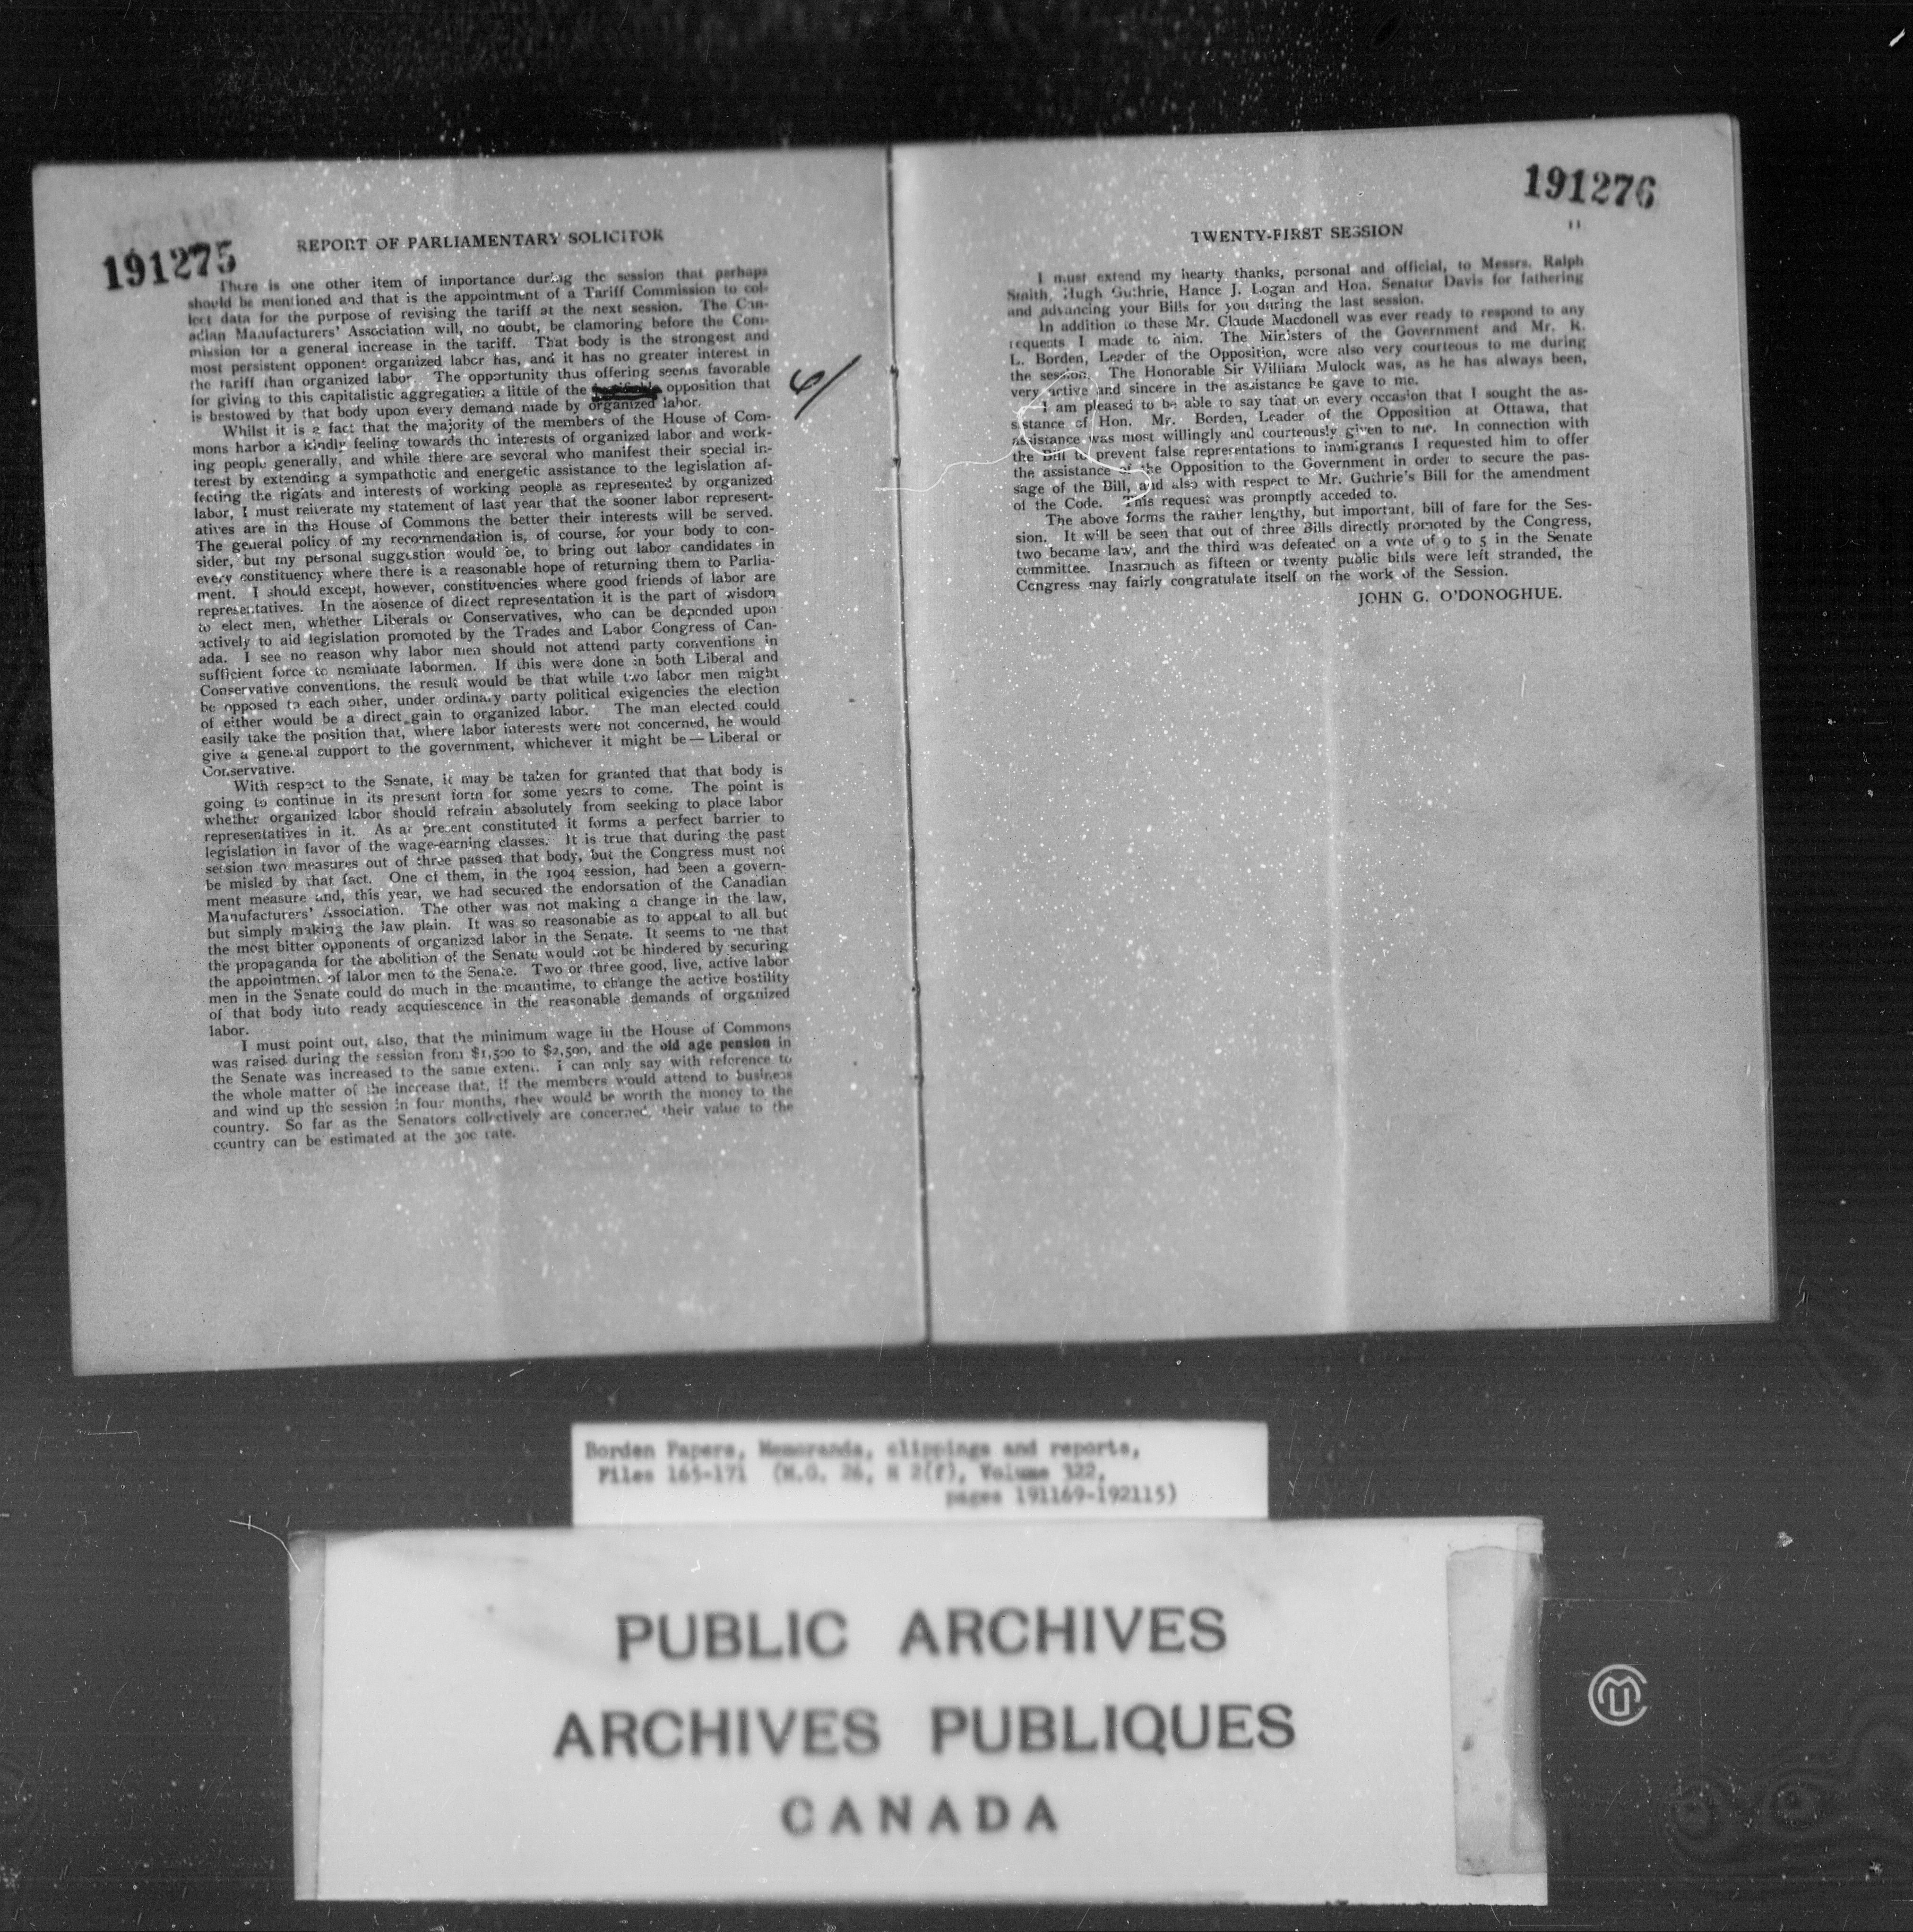 191275
REPORT OF PARLIAMENTARY SOLICITOR
There is one other item of importance during the session that perhaps
should be mentioned and that is the appointment of a Tariff Commission to col-
lect data for the purpose of revising the tariff at the next session. The Can-
adian Manufacturers' Association will, no doubt, be clamoring before the Com-
mission for a general increase in the tariff. That body is the strongest and
most persistent opponent organized labor has, and it has no greater interest in
the tariff than organized labor. The opportunity thus offering seems favorable
for giving to this capitalistic aggregation a little of the opposition that
is bestowed by that body upon every demand made by organized labor.
Whilst it is a fact that the majority of the members of the House of Com-
mons harbor a kindly feeling towards the interests of organized labor and work-
ing people generally, and while there are several who manifest their special in-
terest by extending a sympathetic and energetic assistance to the legislation af-
fecting the rights and interests of working people as represented by organized
labor, I must reiterate my statement of last year that the sooner labor represent-
atives are in the House of Commons the better their interests will be served.
The general policy of my recommendation is, of course, for your body to con-
sider, but my personal suggestion would be, to bring out labor candidates in
every constituency where there is a reasonable hope of returning them to Parlia-
ment. I should except, however, constituencies where good friends of labor are
representatives. In the absence of direct representation it is the part of wisdom
to elect men, whether Liberals or Conservatives, who can be depended upon
actively to aid legislation promoted by the Trades and Labor Congress of Can-
ada. I see no reason why labor men should not attend party conventions in
sufficient force to nominate labormen. If this were done in both Liberal and
Conservative conventions, the result would be that while two labor men might
be opposed to each other, under ordinary party political exigencies the election
of either would be a direct gain to organized labor. The man elected could
easily take the position that, where labor interests were not concerned, he would
give a general support to the government, whichever it might be — Liberal or
Conservative.
With respect to the Senate, it may be taken for granted that that body is
going to continue in its present form for some years to come. The point is
whether organized labor should refrain absolutely from seeking to place labor
representatives in it. As at present constituted it forms a perfect barrier to
legislation in favor of the wage-earning classes. It is true that during the past
session two measures out of three passed that body, but the Congress must not
be misled by that fact. One of them, in the 1904 session, had been a govern-
ment measure and, this year, we had secured the endorsation of the Canadian
Manufacturers' Association. The other was not making a change in the law,
but simply making the law plain. It was so reasonable as to appeal to all but
the most bitter opponents of organized labor in the Senate. It seems to me that
the propaganda for the abolition of the Senate would not be hindered by securing
the appointment of labor men to the Senate. Two or three good, live, active labor
men in the Senate could do much in the meantime, to change the active hostility
of that body into ready acquiescence in the reasonable demands of organized
labor.
I must point out, also, that the minimum wage in the House of Commons
was raised during the session from $1,500 to $2,500, and the old age pension in
the Senate was increased to the same extent. I can only say with reference to
the whole matter of the increase that, if the members would attend to business
and wind up the session in four months, they would be worth the money to the
country. So far as the Senators collectively are concerned, their value to the
country can be estimated at the 30c rate.
191276
TWENTY-FIRST SESSION
11
I must extend my hearty thanks, personal and official, to Messrs. Ralph
Smith, Hugh Guthrie, Hance J. Logan and Hon. Senator Davis for fathering
and advancing your Bills for you during the last session.
In addition to these Mr. Claude Macdonell was ever ready to respond to any
requests I made to him. The Ministers of the Government and Mr. R.
L. Borden, Leader of the Opposition, were also very courteous to me during
the session. The Honorable Sir William Mulock was, as he has always been,
very active and sincere in the assistance he gave to me.
I am pleased to be able to say that on every occasion that I sought the as-
sistance of Hon. Mr. Borden, Leader of the Opposition at Ottawa, that
assistance was most willingly and courteously given to me. In connection with
the Bill to prevent false representations to immigrants I requested him to offer
the assistance of the Opposition to the Government in order to secure the pas-
sage of the Bill, and also with respect to Mr. Guthrie's Bill for the amendment
of the Code. This request was promptly acceded to.
The above forms the rather lengthy, but important, bill of fare for the Ses-
sion. It will be seen that out of three Bills directly promoted by the Congress,
two became law, and the third was defeated on a vote of 9 to 5 in the Senate
committee. Inasmuch as fifteen or twenty public bills were left stranded, the
Congress may fairly congratulate itself on the work of the Session.
JOHN G. O'DONOGHUE.
Borden Papers, Memoranda, clippings and reports,
Files 165-171 (M.G. 26, H 2(f), Volume 322,
pages 191169-192115)
PUBLIC ARCHIVES
ARCHIVES PUBLIQUES
CANADA